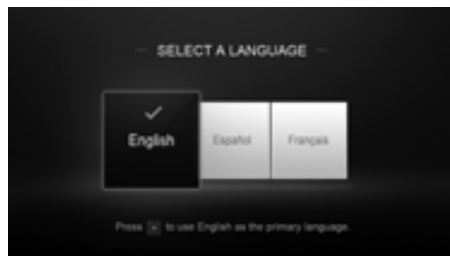 SELECT A LANGUAGE
English
Español
Français
Press - to use English as the primary language.